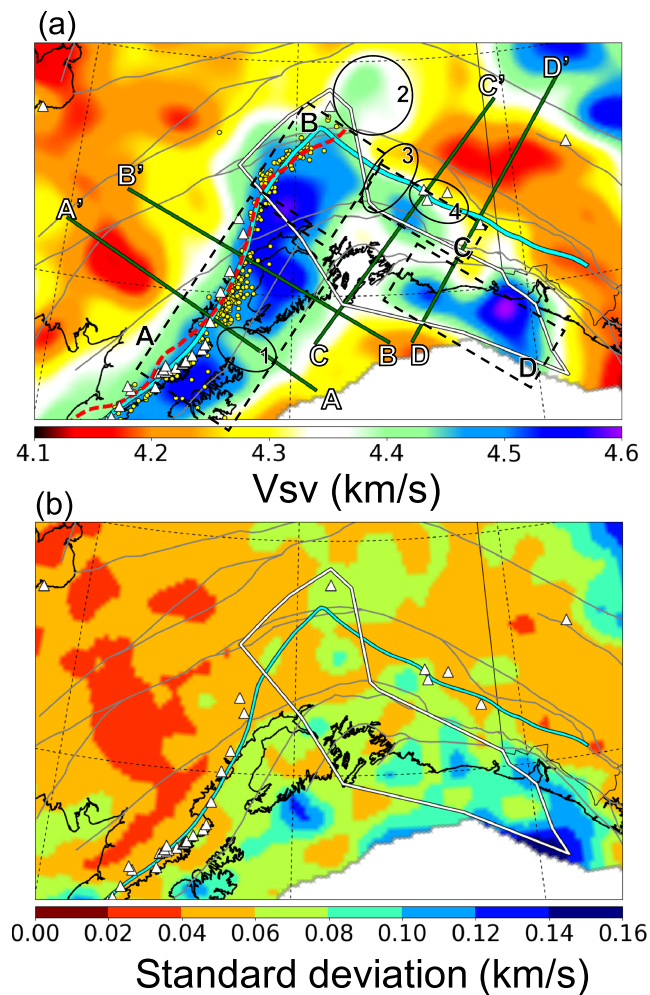 (a)
C'
D'
2
B
3
B'
A'
4
C
A
1
C
B
D
D
A
4.1 4.2 4.3 4.4 4.5 4.6
Vsv (km/s)
(b)
0.00 0.02 0.04 0.06 0.08 0.10 0.12 0.14 0.16
Standard deviation (km/s)